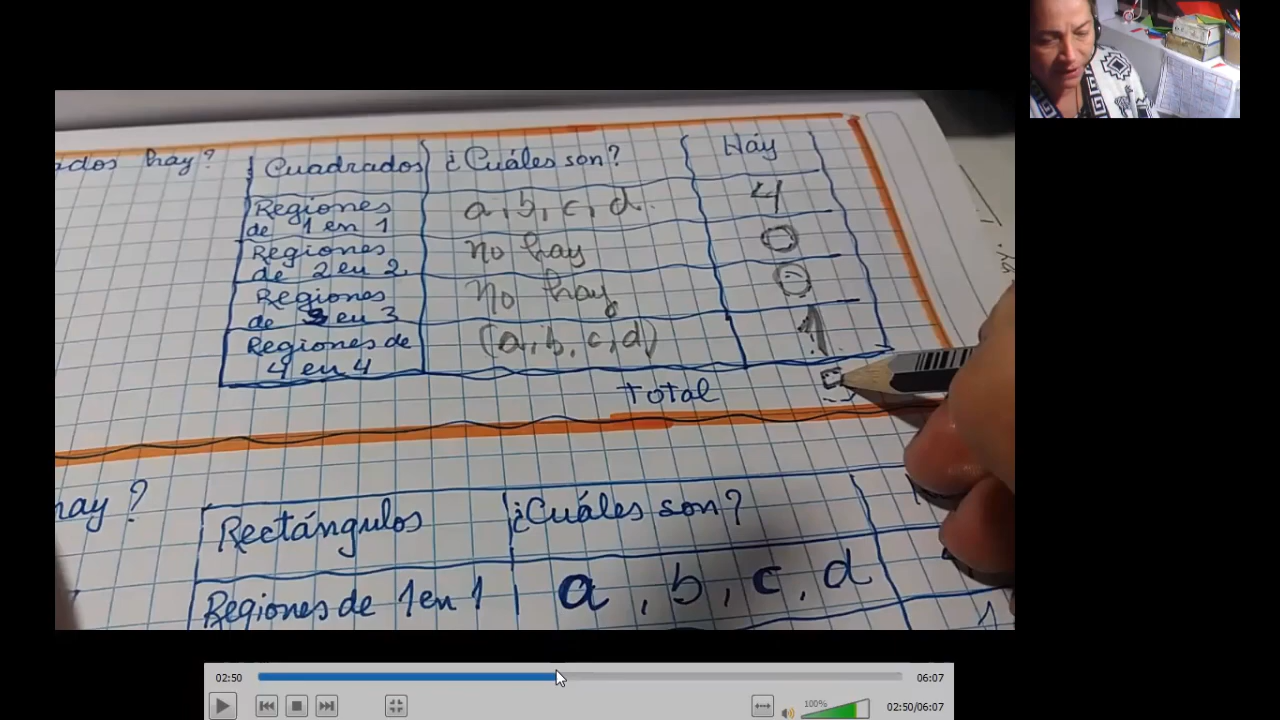 ados hay?
Cuadrados
¿Cuáles son?
Hay
Regiones
de 1 en 1
a, b, c, d.
4
Regiones
de 2 en 2.
no hay
0
Regiones
de 3 en 3
no hay
0
Regiones de
4 en 4
(a, b, c, d)
1
Total
hay?
Rectángulos
¿Cuáles son?
Regiones de 1 en 1
a, b, c, d
02:50
06:07
100%
02:50/06:07